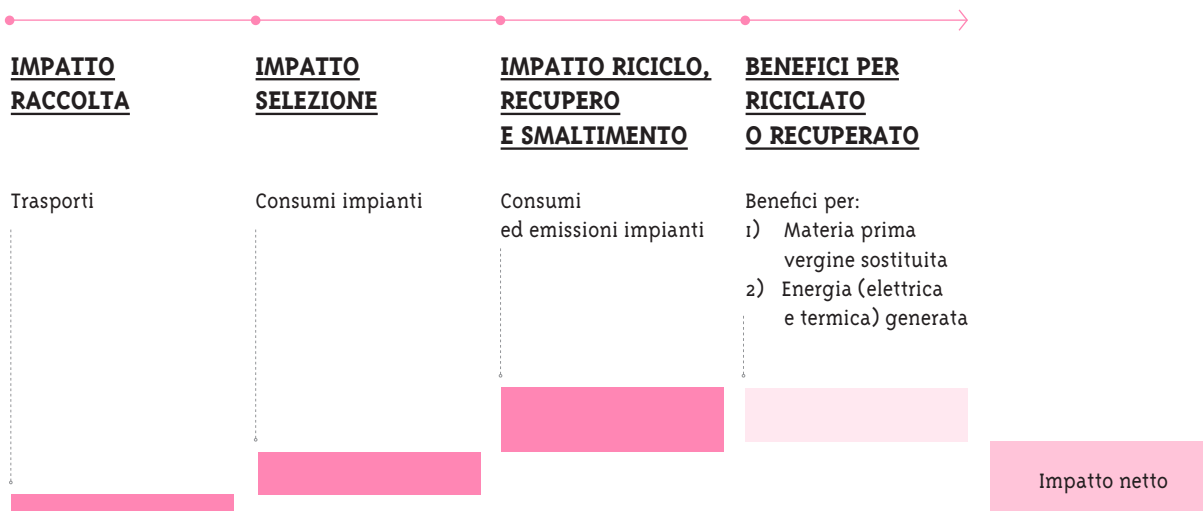 IMPATTO
RACCOLTA
IMPATTO
SELEZIONE
IMPATTO RICICLO,
RECUPERO
E SMALTIMENTO
BENEFICI PER
RICICLATO
O RECUPERATO
Trasporti
Consumi impianti
Consumi
ed emissioni impianti
Benefici per:
1) Materia prima
vergine sostituita
2) Energia (elettrica
e termica) generata
Impatto netto